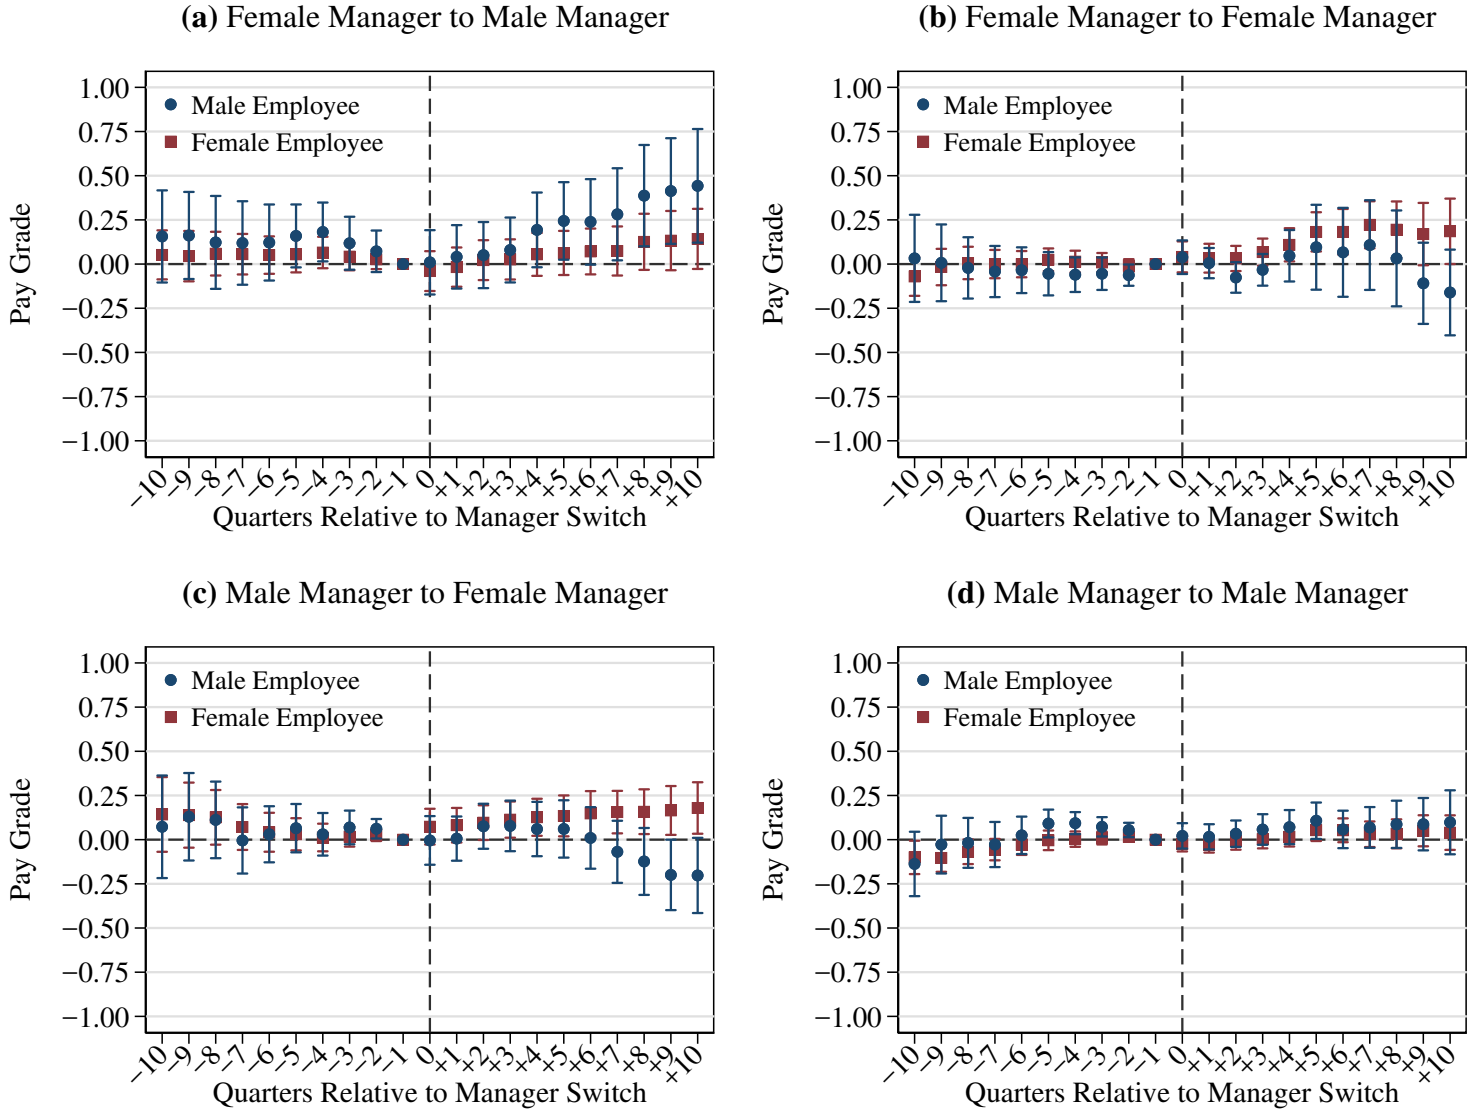 (a) Female Manager to Male Manager
1.00
0.75
0.50
0.25
0.00
−0.25
−0.50
−0.75
−1.00
Pay Grade
Male Employee
Female Employee
−10 −9 −8 −7 −6 −5 −4 −3 −2 −1 0 +1 +2 +3 +4 +5 +6 +7 +8 +9 +10
Quarters Relative to Manager Switch
(b) Female Manager to Female Manager
1.00
0.75
0.50
0.25
0.00
−0.25
−0.50
−0.75
−1.00
Pay Grade
Male Employee
Female Employee
−10 −9 −8 −7 −6 −5 −4 −3 −2 −1 0 +1 +2 +3 +4 +5 +6 +7 +8 +9 +10
Quarters Relative to Manager Switch
(c) Male Manager to Female Manager
1.00
0.75
0.50
0.25
0.00
−0.25
−0.50
−0.75
−1.00
Pay Grade
Male Employee
Female Employee
−10 −9 −8 −7 −6 −5 −4 −3 −2 −1 0 +1 +2 +3 +4 +5 +6 +7 +8 +9 +10
Quarters Relative to Manager Switch
(d) Male Manager to Male Manager
1.00
0.75
0.50
0.25
0.00
−0.25
−0.50
−0.75
−1.00
Pay Grade
Male Employee
Female Employee
−10 −9 −8 −7 −6 −5 −4 −3 −2 −1 0 +1 +2 +3 +4 +5 +6 +7 +8 +9 +10
Quarters Relative to Manager Switch